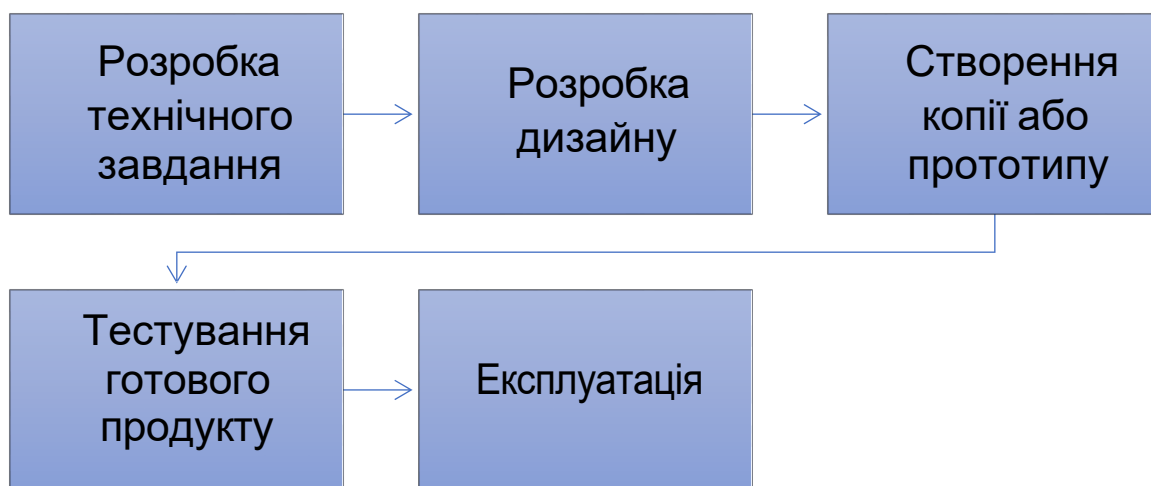 Розробка
технічного
завдання
Розробка
дизайну
Створення
копії або
прототипу
Тестування
готового
продукту
Експлуатація